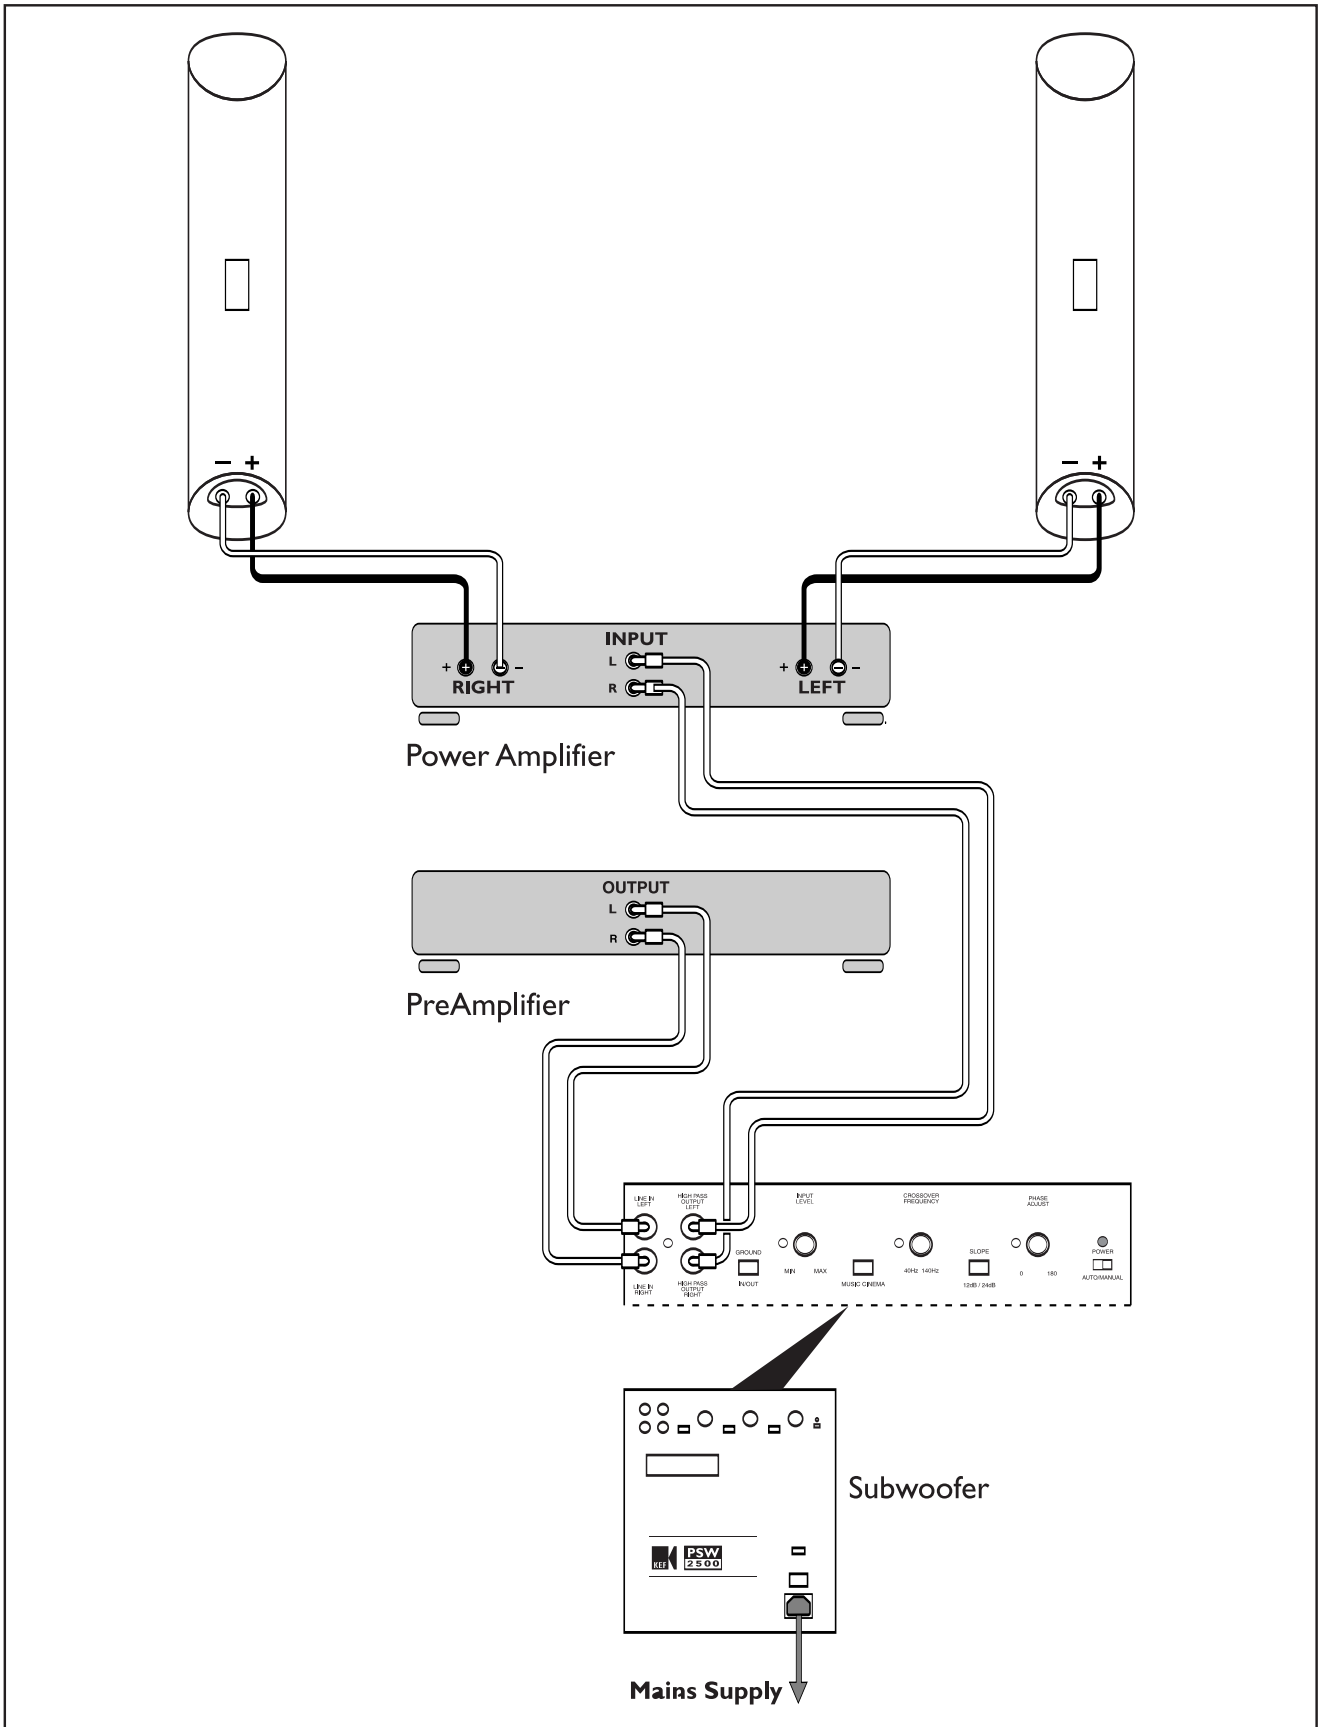 − +
− +
INPUT
+ + − −
L
R
RIGHT
+ + − −
LEFT
Power Amplifier
OUTPUT
L
R
PreAmplifier
LINE IN
LEFT
HIGH PASS
OUTPUT
LEFT
INPUT
LEVEL
CROSSOVER
FREQUENCY
PHASE
ADJUST
GROUND
SLOPE
POWER
MIN MAX
40Hz 140Hz
0 180
LINE IN
RIGHT
HIGH PASS
OUTPUT
RIGHT
IN/OUT
MUSIC CINEMA
12dB / 24dB
AUTO/MANUAL
Subwoofer
KEF
PSW
2500
Mains Supply